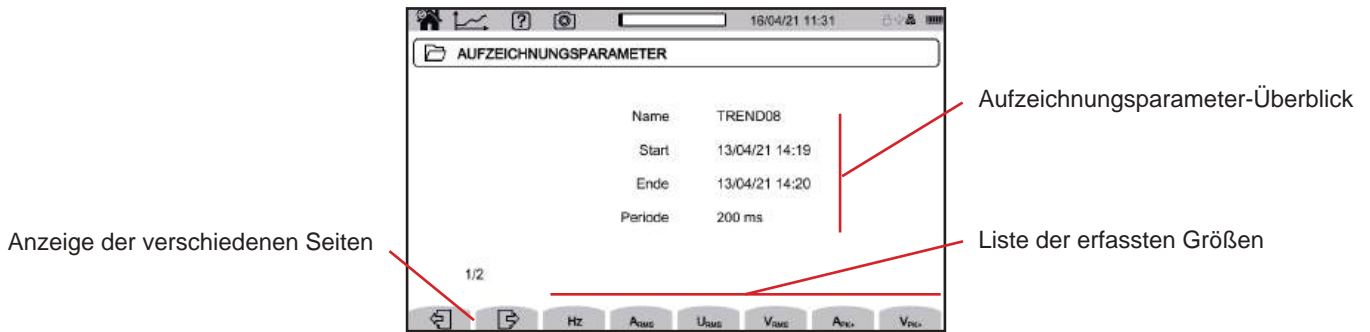 16/04/21 11:31
AUFZEICHNUNGSPARAMETER
Name TREND08
Start 13/04/21 14:19
Ende 13/04/21 14:20
Periode 200 ms
Aufzeichnungsparameter-Überblick
Anzeige der verschiedenen Seiten
Liste der erfassten Größen
1/2
Hz ARMS URMS VRMS APK+ VPK+